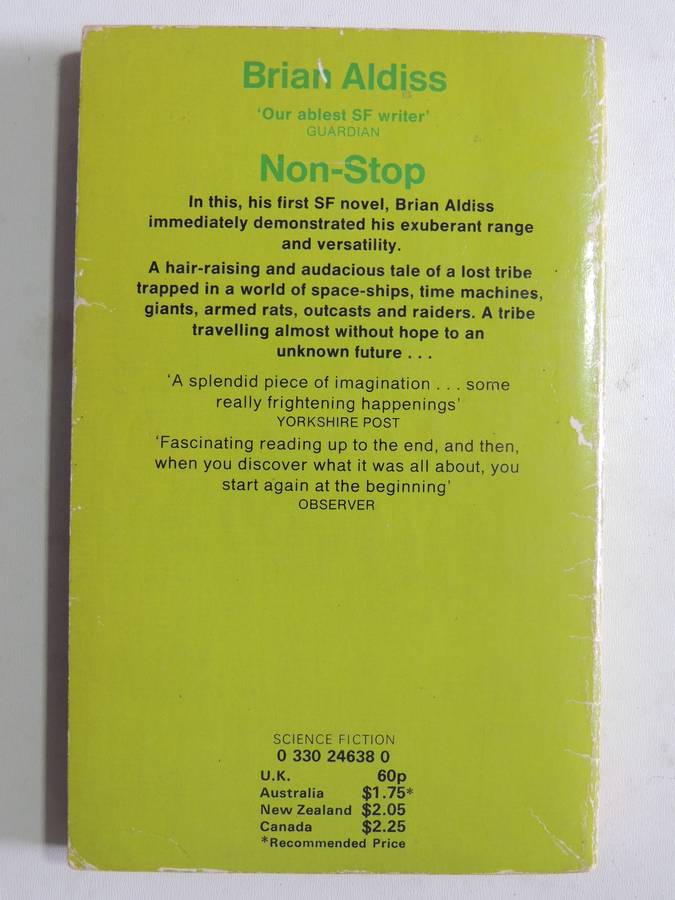 Brian Aldiss
‘Our ablest SF writer’
GUARDIAN
Non-Stop
In this, his first SF novel, Brian Aldiss
immediately demonstrated his exuberant range
and versatility.
A hair-raising and audacious tale of a lost tribe
trapped in a world of space-ships, time machines,
giants, armed rats, outcasts and raiders. A tribe
travelling almost without hope to an
unknown future . . .
‘A splendid piece of imagination . . . some
really frightening happenings’
YORKSHIRE POST
‘Fascinating reading up to the end, and then,
when you discover what it was all about, you
start again at the beginning’
OBSERVER
SCIENCE FICTION
0 330 24638 0
U.K. 60p
Australia $1.75*
New Zealand $2.05
Canada $2.25
*Recommended Price